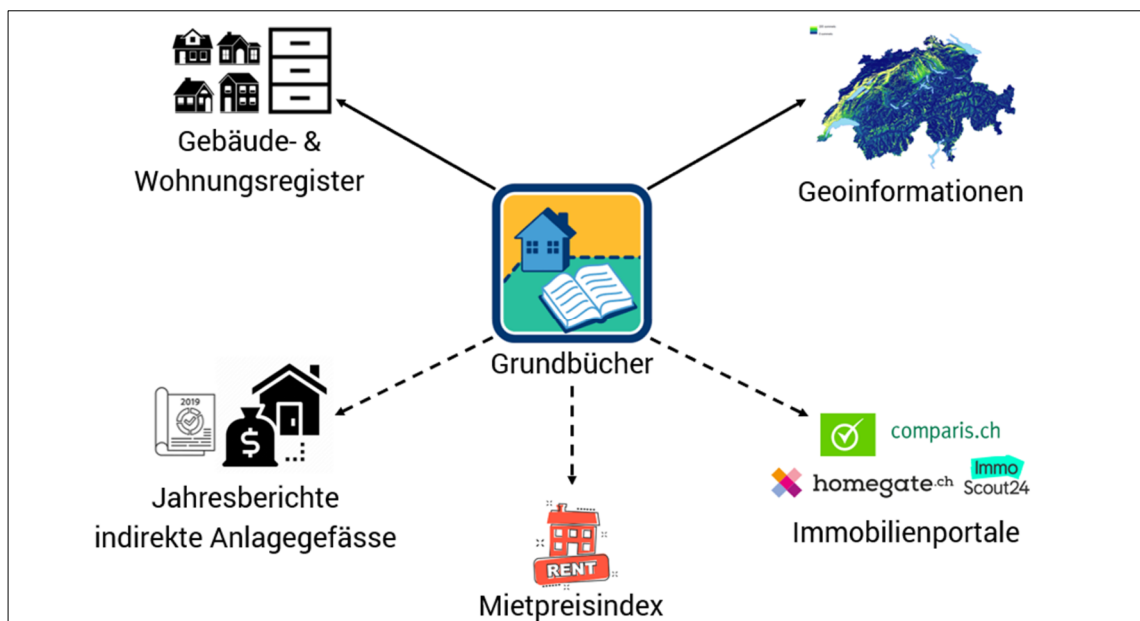 Gebäude- &
Wohnungsregister
Geoinformationen
Grundbücher
2019
$
Jahresberichte
indirekte Anlagegefässe
RENT
Mietpreisindex
comparis.ch
homegate.ch
Immo
Scout24
Immobilienportale